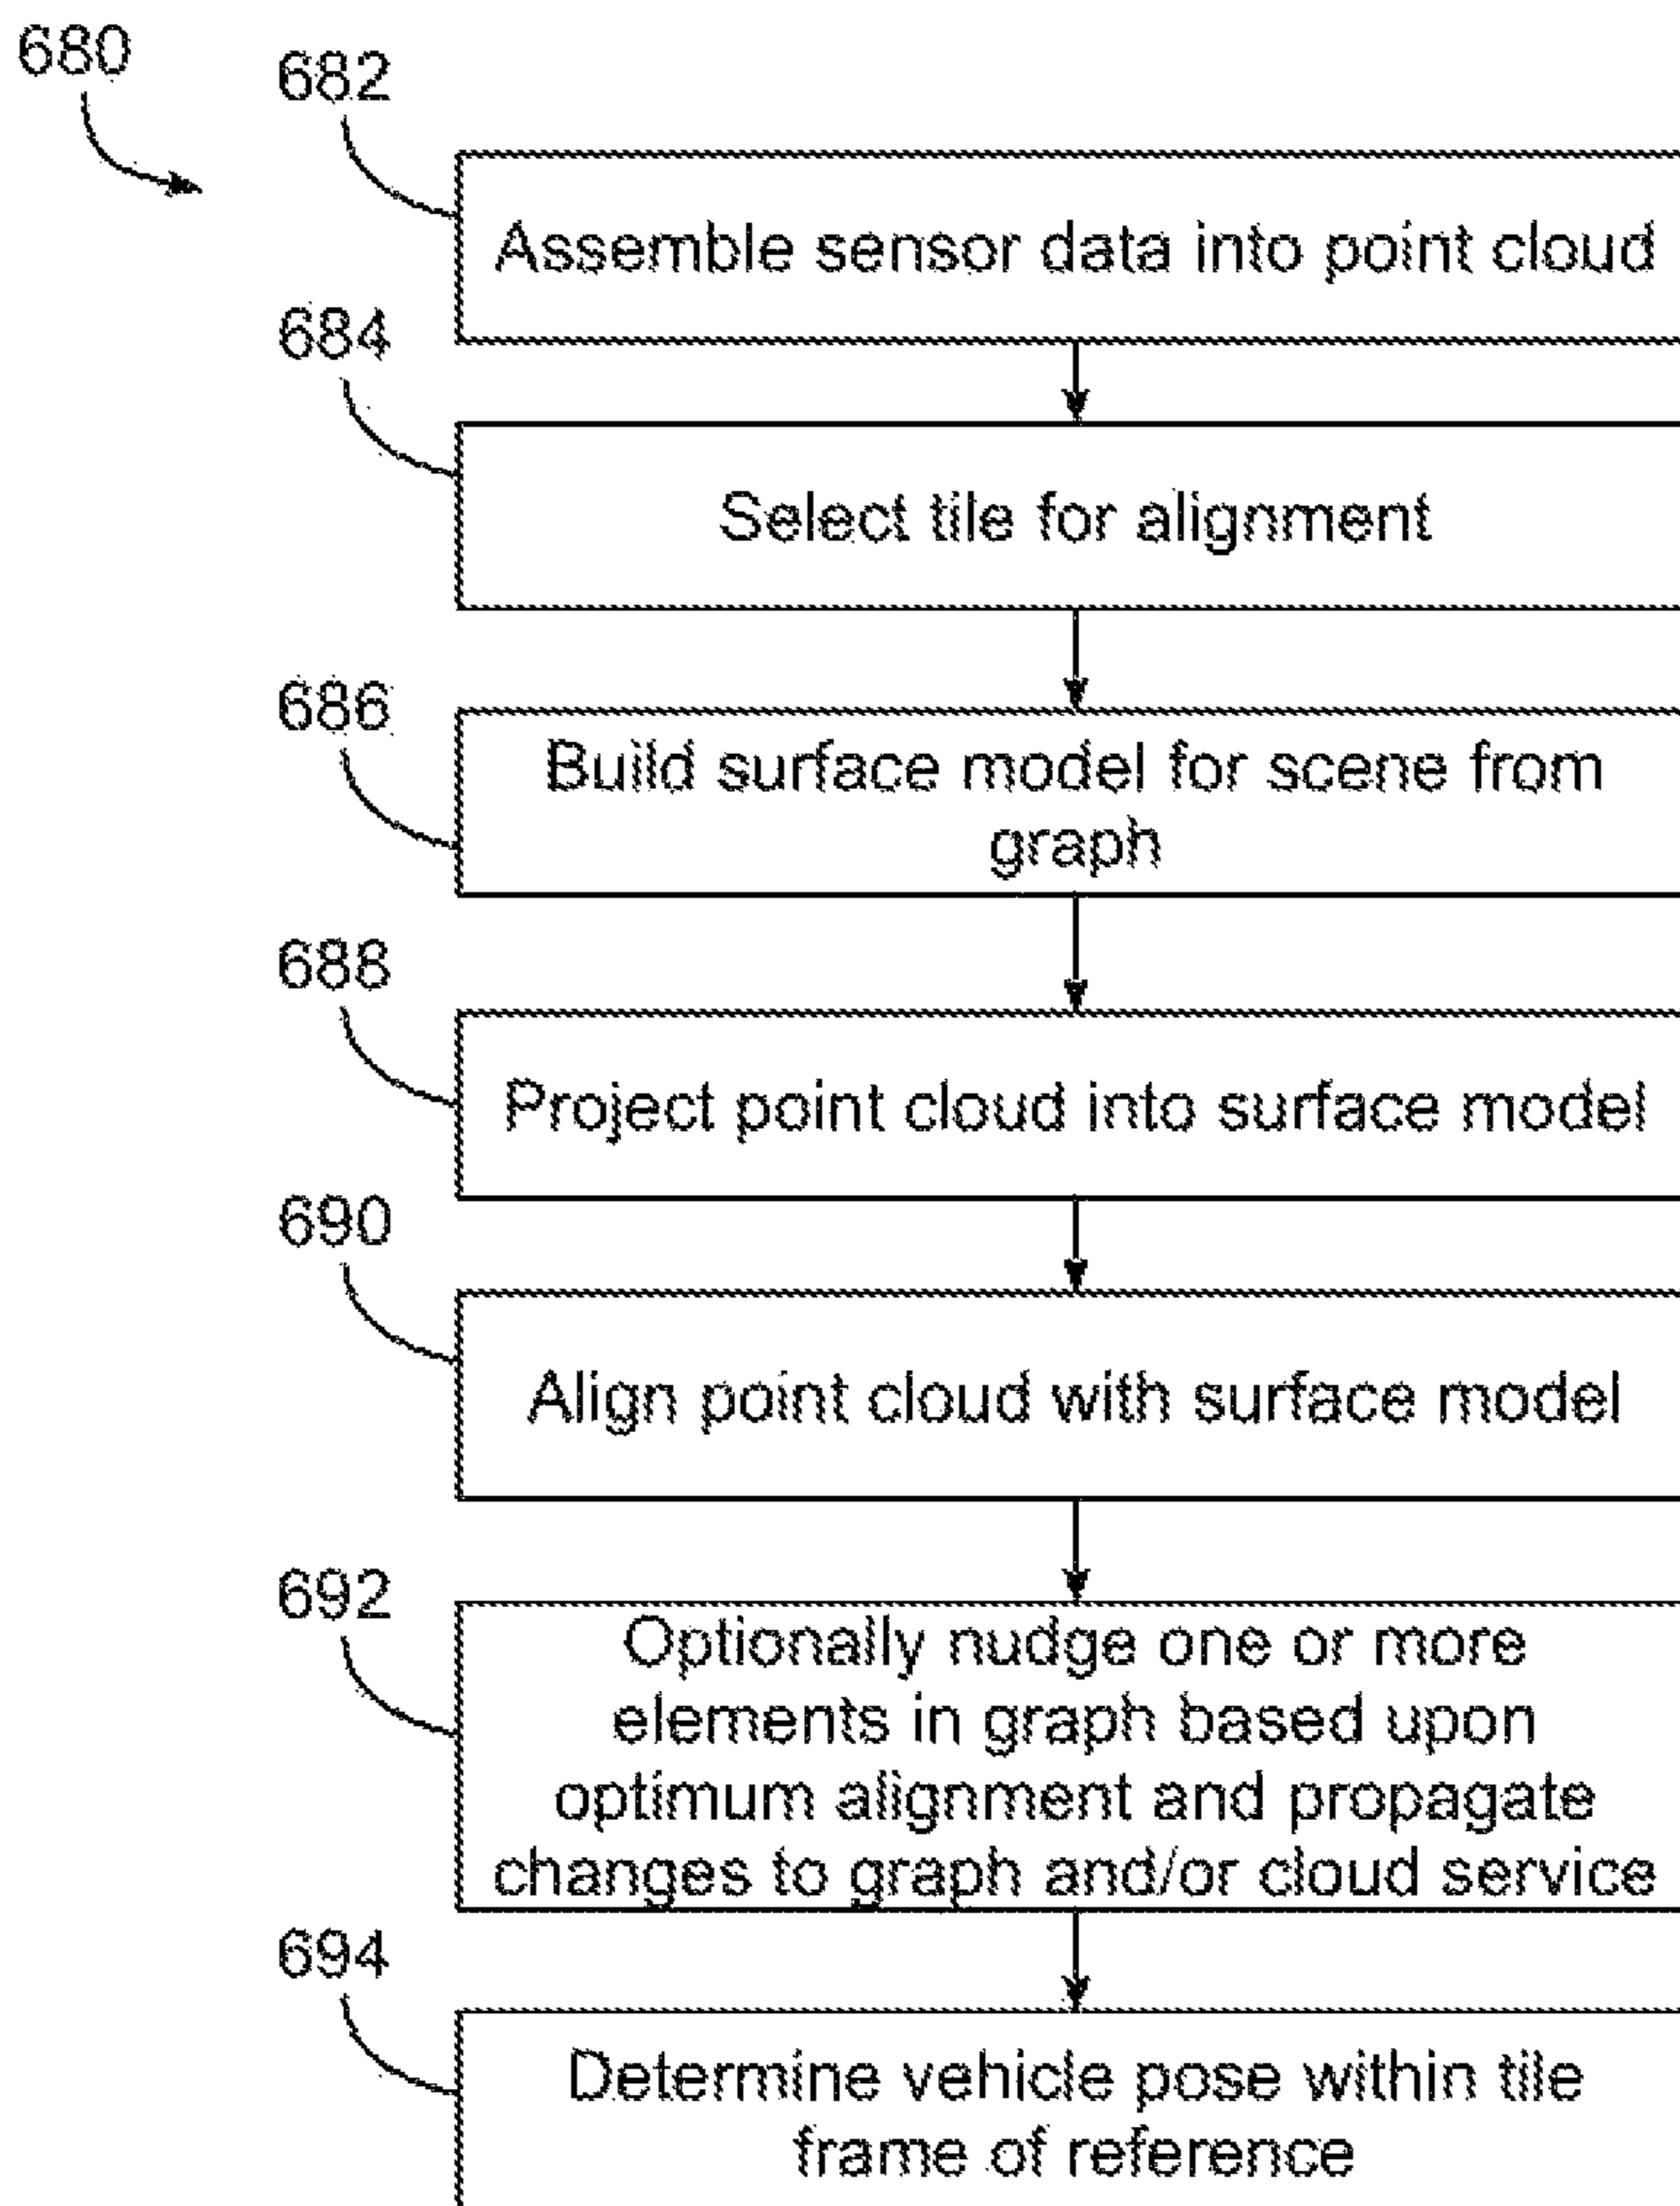 680
682
Assemble sensor data into point cloud
684
Select tile for alignment
686
Build surface model for scene from
graph
688
Project point cloud into surface model
690
Align point cloud with surface model
692
Optionally nudge one or more
elements in graph based upon
optimum alignment and propagate
changes to graph and/or cloud service
694
Determine vehicle pose within tile
frame of reference